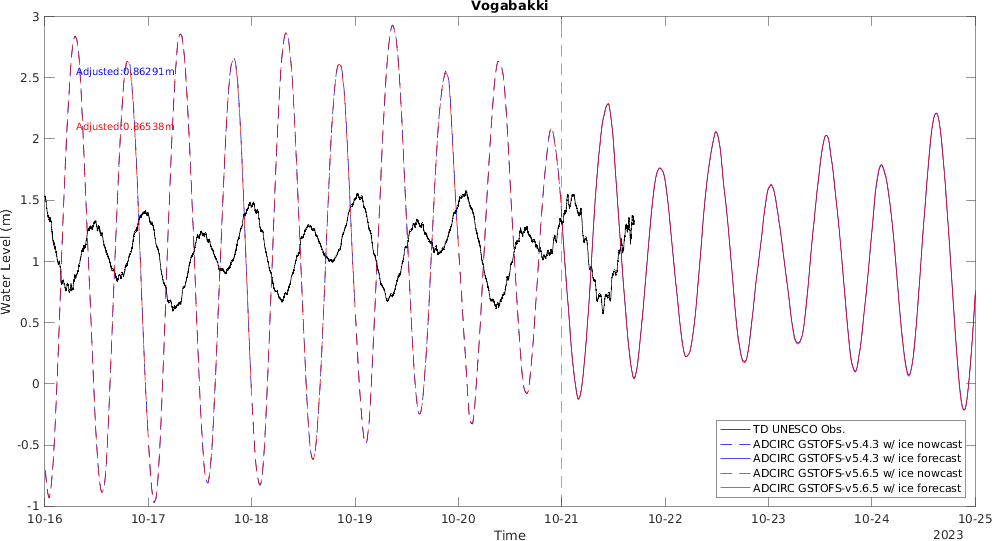 Vogabakki
3
2.5
2
1.5
1
0.5
0
-0.5
-1
Water Level (m)
Adjusted:0.86291m
Adjusted:0.86538m
TD UNESCO Obs.
ADCIRC GSTOFS-v5.4.3 w/ ice nowcast
ADCIRC GSTOFS-v5.4.3 w/ ice forecast
ADCIRC GSTOFS-v5.6.5 w/ ice nowcast
ADCIRC GSTOFS-v5.6.5 w/ ice forecast
10-16 10-17 10-18 10-19 10-20 10-21 10-22 10-23 10-24 10-25
Time
2023